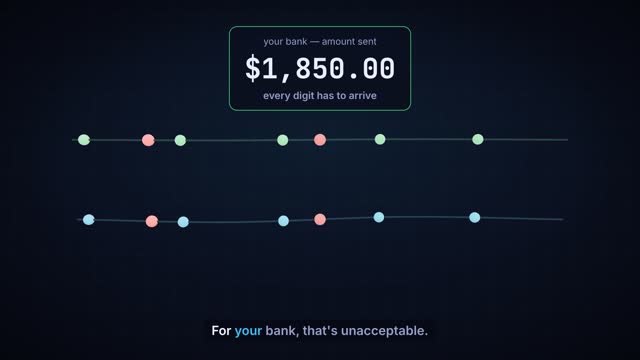 your bank — amount sent
$1,850.00
every digit has to arrive
For your bank, that's unacceptable.